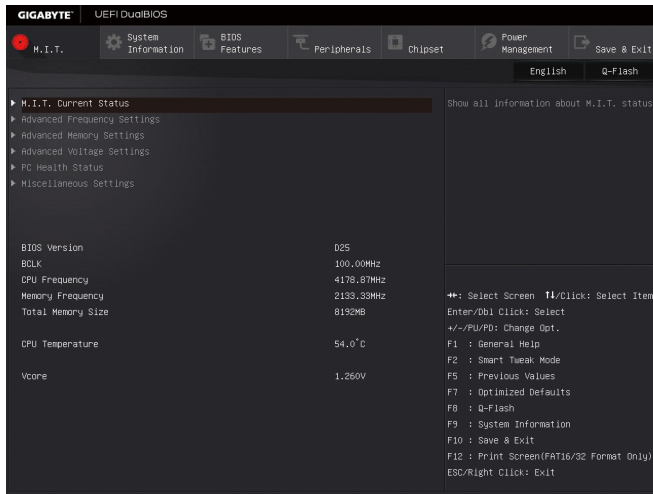 GIGABYTE™ UEFI DualBIOS
M.I.T.
System Information
BIOS Features
Peripherals
Chipset
Power Management
Save & Exit
English Q-Flash
M.I.T. Current Status
Advanced Frequency Settings
Advanced Memory Settings
Advanced Voltage Settings
PC Health Status
Miscellaneous Settings
Show all information about M.I.T. status
BIOS Version D25
BCLK 100.00MHz
CPU Frequency 4178.87MHz
Memory Frequency 2133.33MHz
Total Memory Size 8192MB
CPU Temperature 54.0°C
Vcore 1.260V
→←: Select Screen ↑↓/Click: Select Item
Enter/Dbl Click: Select
+/-/PU/PD: Change Opt.
F1 : General Help
F2 : Smart Tweak Mode
F5 : Previous Values
F7 : Optimized Defaults
F8 : Q-Flash
F9 : System Information
F10 : Save & Exit
F12 : Print Screen(FAT16/32 Format Only)
ESC/Right Click: Exit